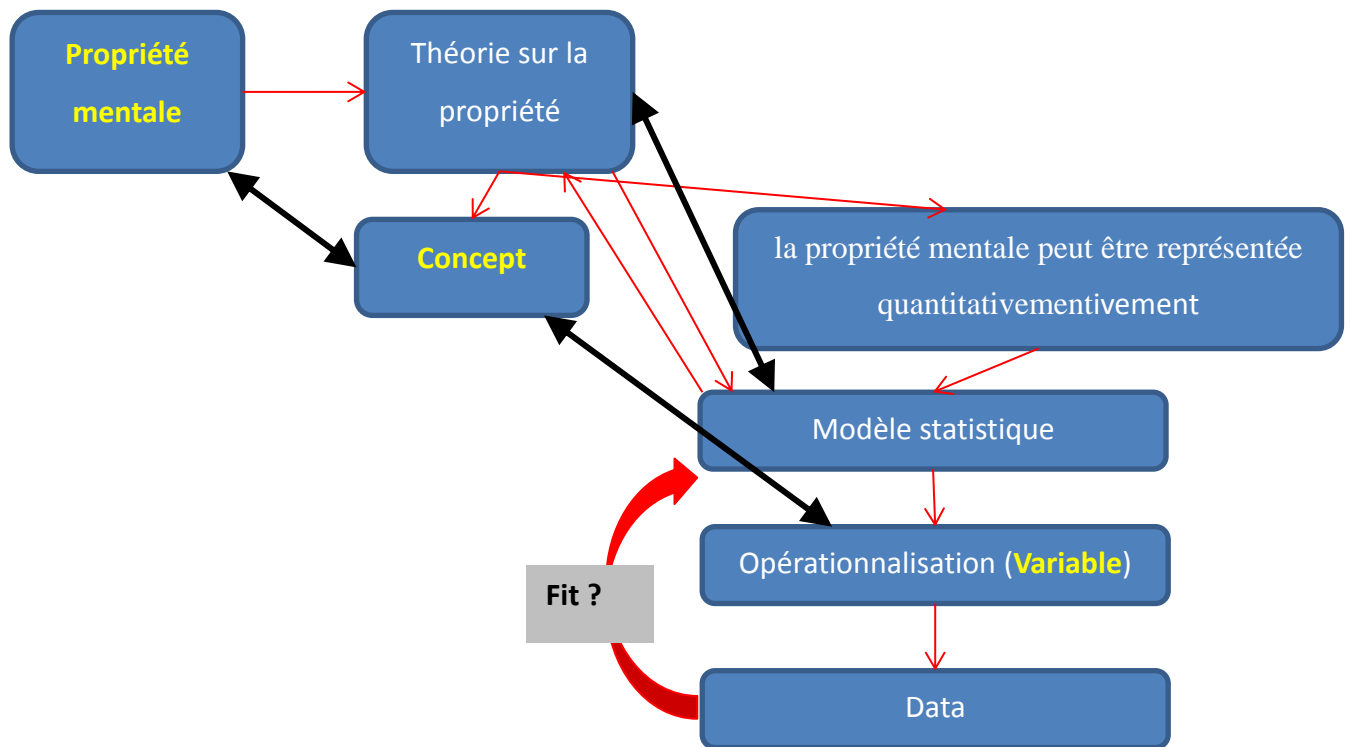 Propriété
mentale
Théorie sur la
propriété
Concept
la propriété mentale peut être représentée
quantitativementivement
Modèle statistique
Opérationnalisation (Variable)
Fit ?
Data